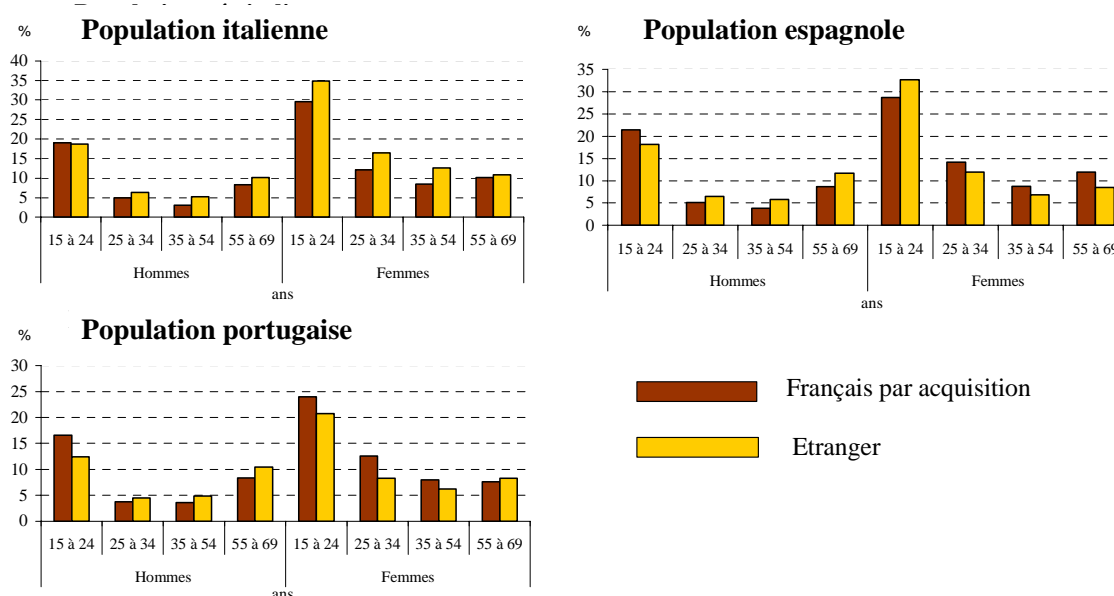 % Population italienne
40
35
30
25
20
15
10
5
0
15 à 24 25 à 34 35 à 54 55 à 69 15 à 24 25 à 34 35 à 54 55 à 69
Hommes Femmes
ans
% Population espagnole
35
30
25
20
15
10
5
0
15 à 24 25 à 34 35 à 54 55 à 69 15 à 24 25 à 34 35 à 54 55 à 69
Hommes Femmes
ans
% Population portugaise
30
25
20
15
10
5
0
15 à 24 25 à 34 35 à 54 55 à 69 15 à 24 25 à 34 35 à 54 55 à 69
Hommes Femmes
ans
Français par acquisition
Etranger